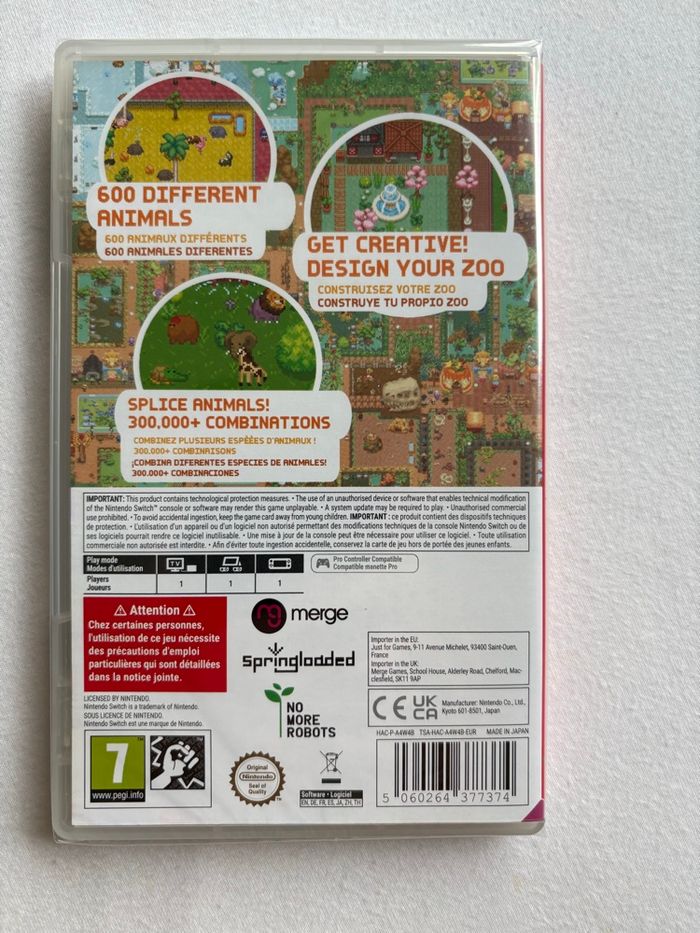 600 DIFFERENT
ANIMALS
600 ANIMAUX DIFFÉRENTS
600 ANIMALES DIFERENTES
GET CREATIVE!
DESIGN YOUR ZOO
CONSTRUISEZ VOTRE ZOO
CONSTRUYE TU PROPIO ZOO
SPLICE ANIMALS!
300,000+ COMBINATIONS
COMBINEZ PLUSIEURS ESPÈÈES D'ANIMAUX !
300.000+ COMBINAISONS
¡COMBINA DIFERENTES ESPECIES DE ANIMALES!
300.000+ COMBINACIONES
IMPORTANT: This product contains technological protection measures. • The use of an unauthorised device or software that enables technical modification
of the Nintendo Switch™ console or software may render this game unplayable. • A system update may be required to play. • Unauthorised commercial
use prohibited. • To avoid accidental ingestion, keep the game card away from young children. IMPORTANT : ce produit contient des dispositifs techniques
de protection. • L'utilisation d'un appareil ou d'un logiciel non autorisé permettant des modifications techniques de la console Nintendo Switch ou de
ses logiciels pourrait rendre ce logiciel inutilisable. • Une mise à jour de la console peut être nécessaire pour utiliser ce logiciel. • Toute utilisation
commerciale non autorisée est interdite. • Afin d'éviter toute ingestion accidentelle, conservez la carte de jeu hors de portée des jeunes enfants.
Play mode
Modes d'utilisation
TV
Players
Joueurs
1 1 1
Pro Controller Compatible
Compatible manette Pro
Attention
Chez certaines personnes,
l'utilisation de ce jeu nécessite
des précautions d'emploi
particulières qui sont détaillées
dans la notice jointe.
LICENSED BY NINTENDO.
Nintendo Switch is a trademark of Nintendo.
SOUS LICENCE DE NINTENDO.
Nintendo Switch est une marque de Nintendo.
mg merge
springloaded
NO
MORE
ROBOTS
Importer in the EU:
Just for Games, 9-11 Avenue Michelet, 93400 Saint-Ouen,
France
Importer in the UK:
Merge Games, School House, Alderley Road, Chelford, Mac-
clesfield, SK11 9AP
CE UK
CA
Manufacturer: Nintendo Co., Ltd.,
Kyoto 601-8501, Japan
HAC-P-A4W4B TSA-HAC-A4W4B-EUR MADE IN JAPAN
7
www.pegi.info
Original
Nintendo
Seal of
Quality
Software • Logiciel
EN, DE, FR, ES, JA, ZH, TH
5 060264 377374